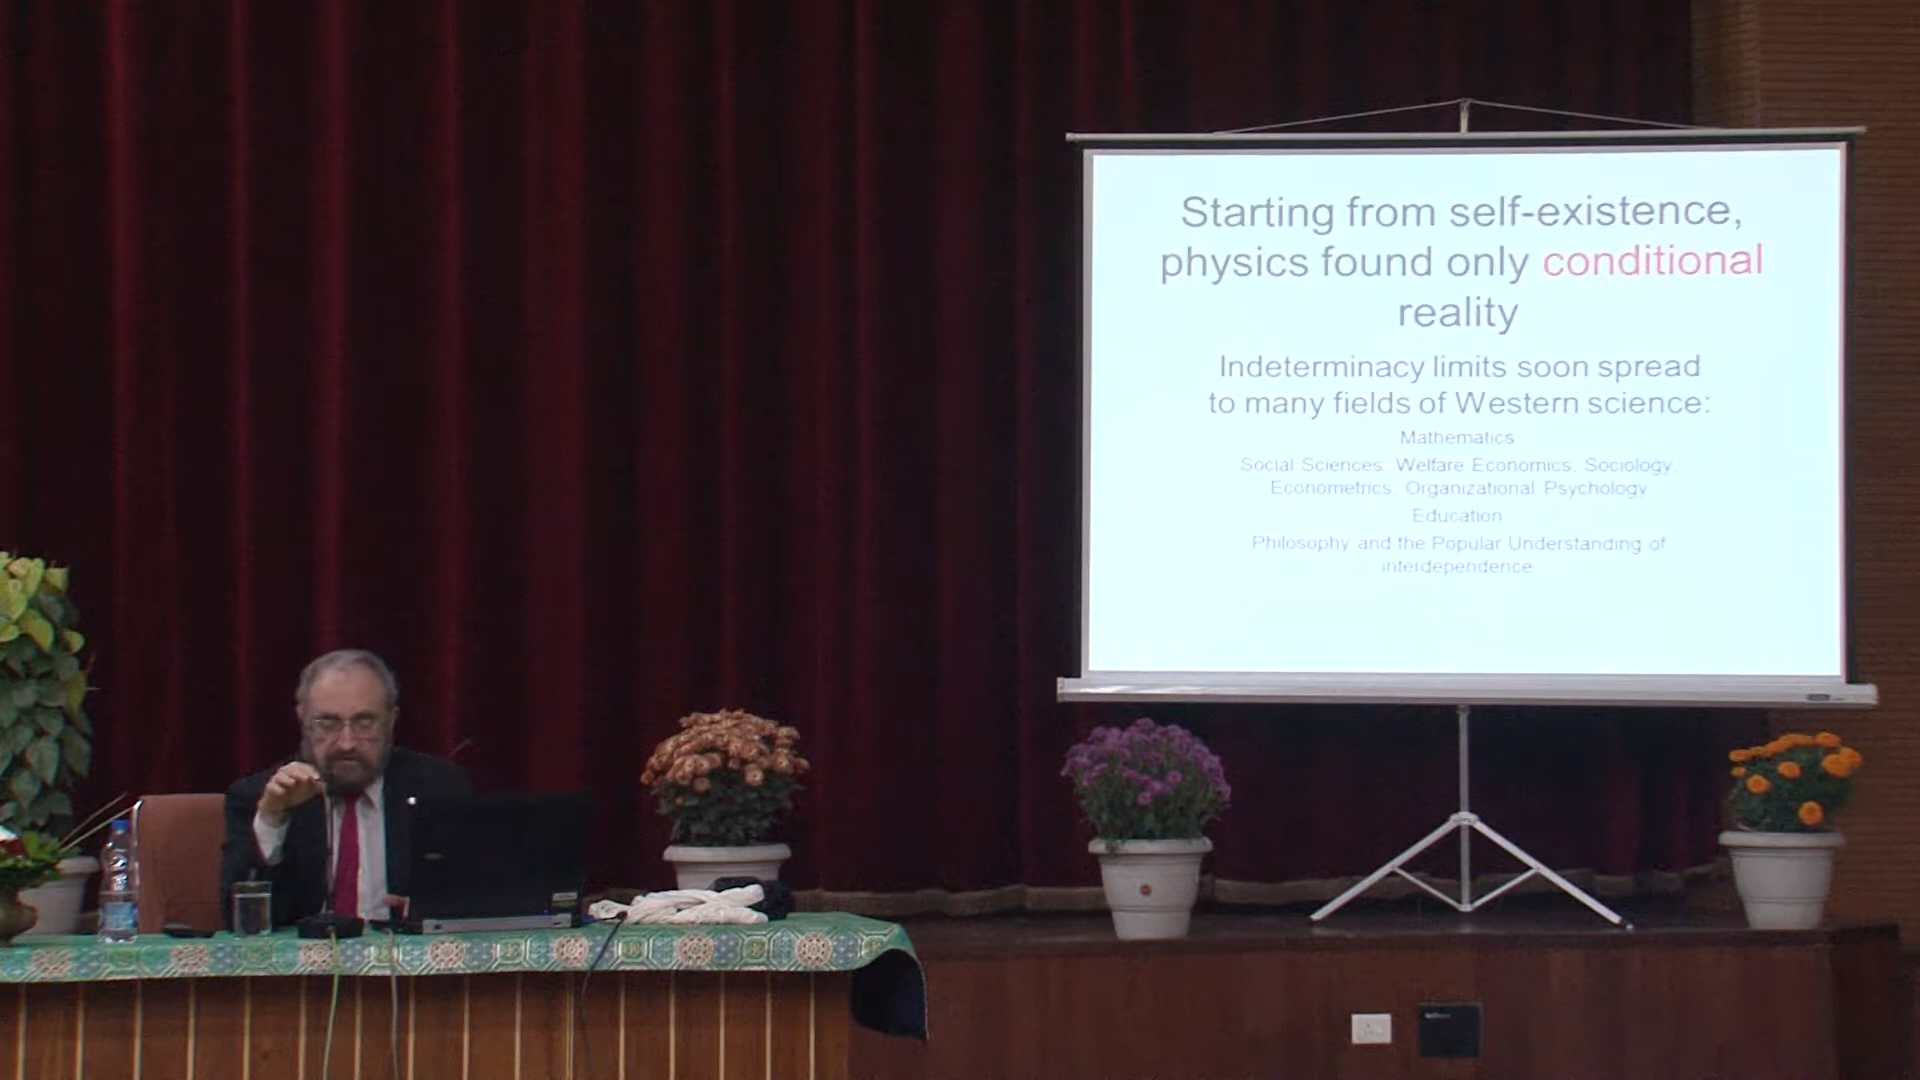 Starting from self-existence,
physics found only conditional
reality
Indeterminacy limits soon spread
to many fields of Western science:
Mathematics
Social Sciences: Welfare Economics, Sociology,
Econometrics, Organizational Psychology
Education
Philosophy and the Popular Understanding of
interdependence